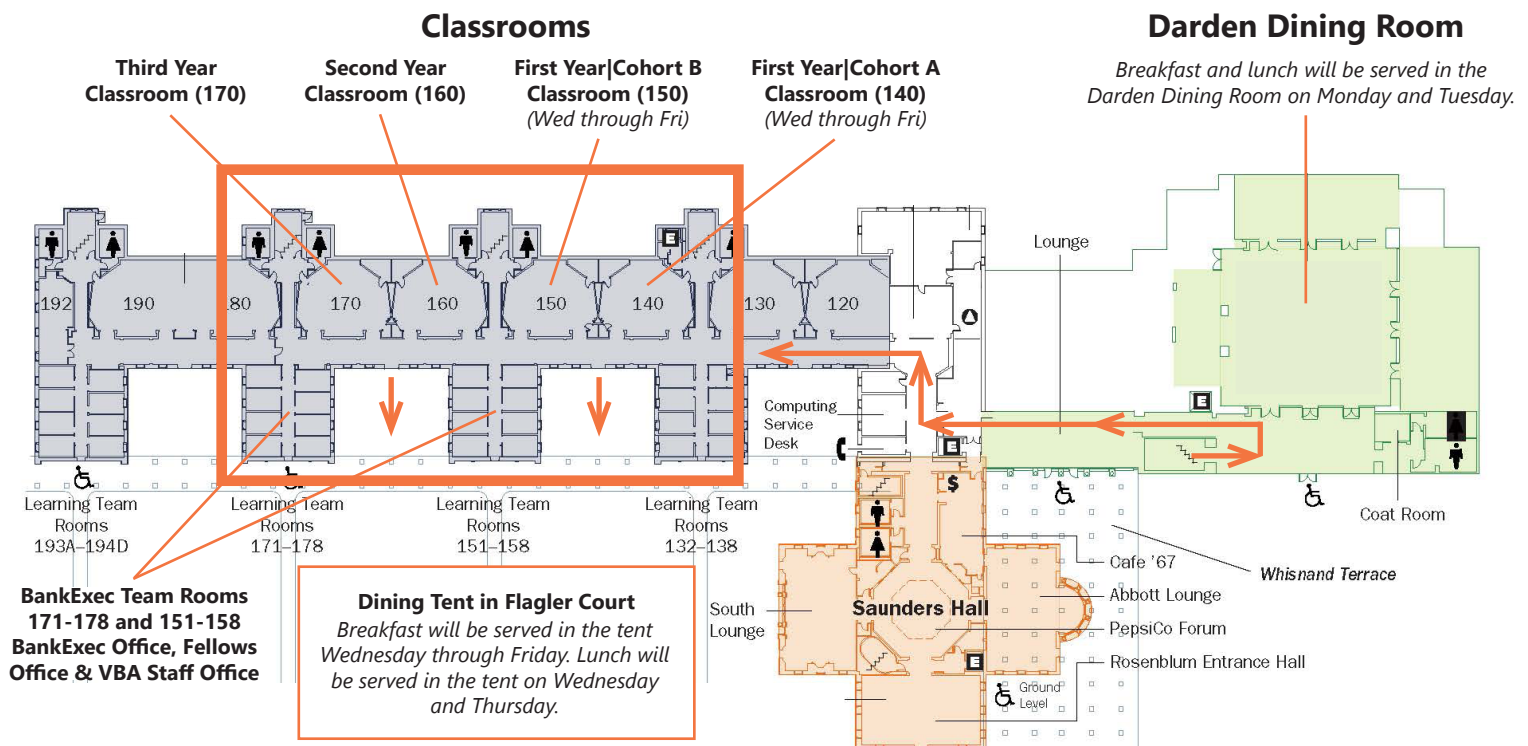 Classrooms
Darden Dining Room
Breakfast and lunch will be served in the
Darden Dining Room on Monday and Tuesday.
Third Year
Classroom (170)
Second Year
Classroom (160)
First Year|Cohort B
Classroom (150)
(Wed through Fri)
First Year|Cohort A
Classroom (140)
(Wed through Fri)
Lounge
192
190
180
170
160
150
140
130
120
E
E
E
Computing
Service
Desk
$
Learning Team
Rooms
193A–194D
Learning Team
Rooms
171–178
Learning Team
Rooms
151–158
Learning Team
Rooms
132–138
Coat Room
Cafe '67
Whisnand Terrace
Abbott Lounge
PepsiCo Forum
Rosenblum Entrance Hall
South
Lounge
Saunders Hall
E
Ground
Level
BankExec Team Rooms
171-178 and 151-158
BankExec Office, Fellows
Office & VBA Staff Office
Dining Tent in Flagler Court
Breakfast will be served in the tent
Wednesday through Friday. Lunch will
be served in the tent on Wednesday
and Thursday.